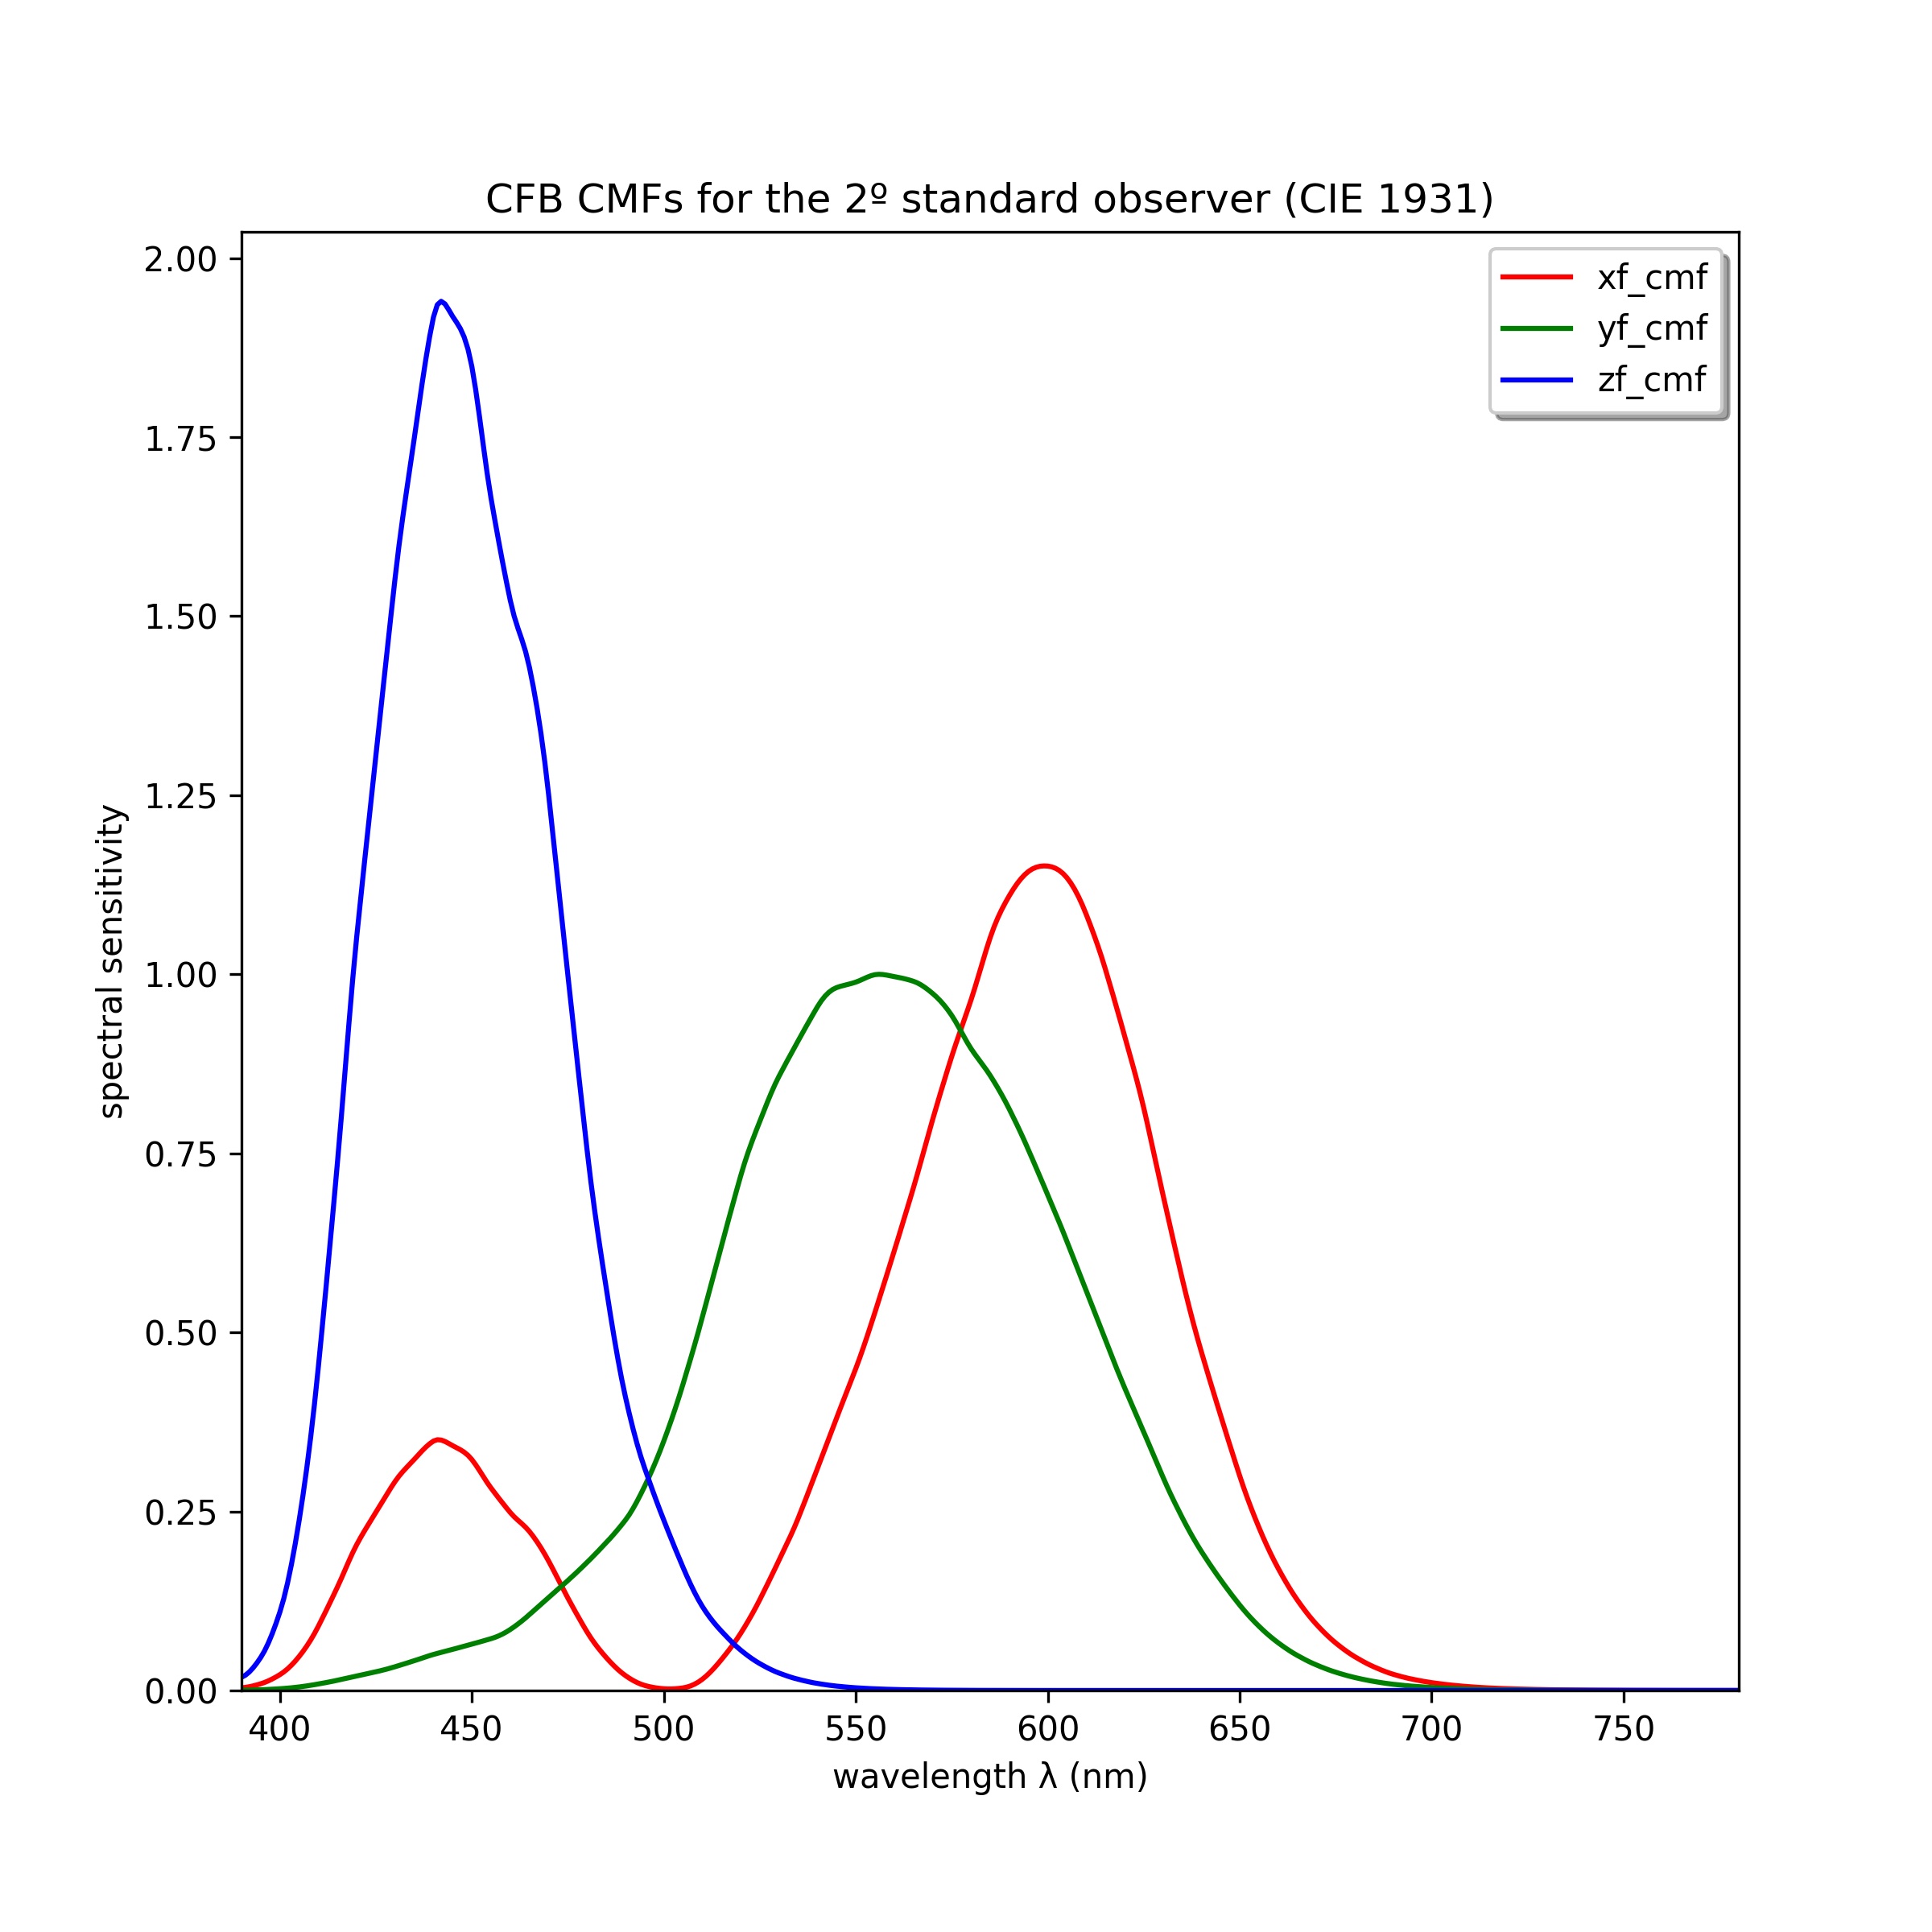 CFB CMFs for the 2º standard observer (CIE 1931)
xf_cmf
yf_cmf
zf_cmf
2.00
1.75
1.50
1.25
1.00
0.75
0.50
0.25
0.00
spectral sensitivity
400 450 500 550 600 650 700 750
wavelength λ (nm)